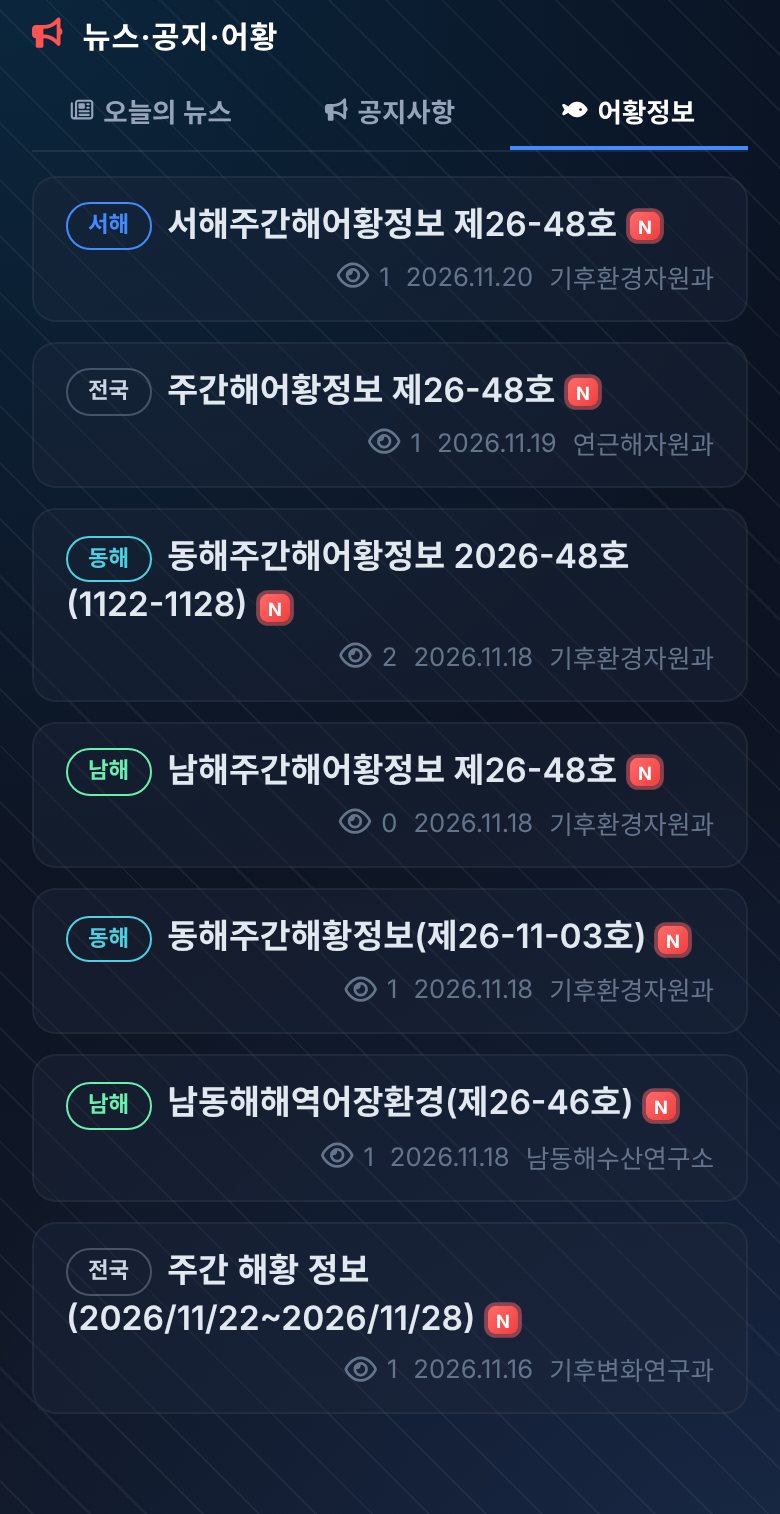 뉴스·공지·어황
오늘의 뉴스 공지사항 어황정보
서해 서해주간해어황정보 제26-48호 N
1 2026.11.20 기후환경자원과
전국 주간해어황정보 제26-48호 N
1 2026.11.19 연근해자원과
동해 동해주간해어황정보 2026-48호
(1122-1128) N
2 2026.11.18 기후환경자원과
남해 남해주간해어황정보 제26-48호 N
0 2026.11.18 기후환경자원과
동해 동해주간해황정보(제26-11-03호) N
1 2026.11.18 기후환경자원과
남해 남동해해역어장환경(제26-46호) N
1 2026.11.18 남동해수산연구소
전국 주간 해황 정보
(2026/11/22~2026/11/28) N
1 2026.11.16 기후변화연구과